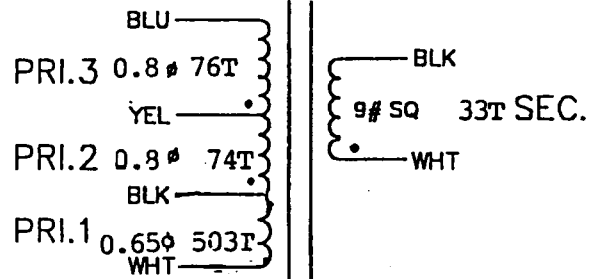 BLU
PRI.3 0.8ø 76T
YEL
PRI.2 0.8ø 74T
BLK
PRI.1 0.65ø 503T
WHT
BLK
9# SQ 33T SEC.
WHT